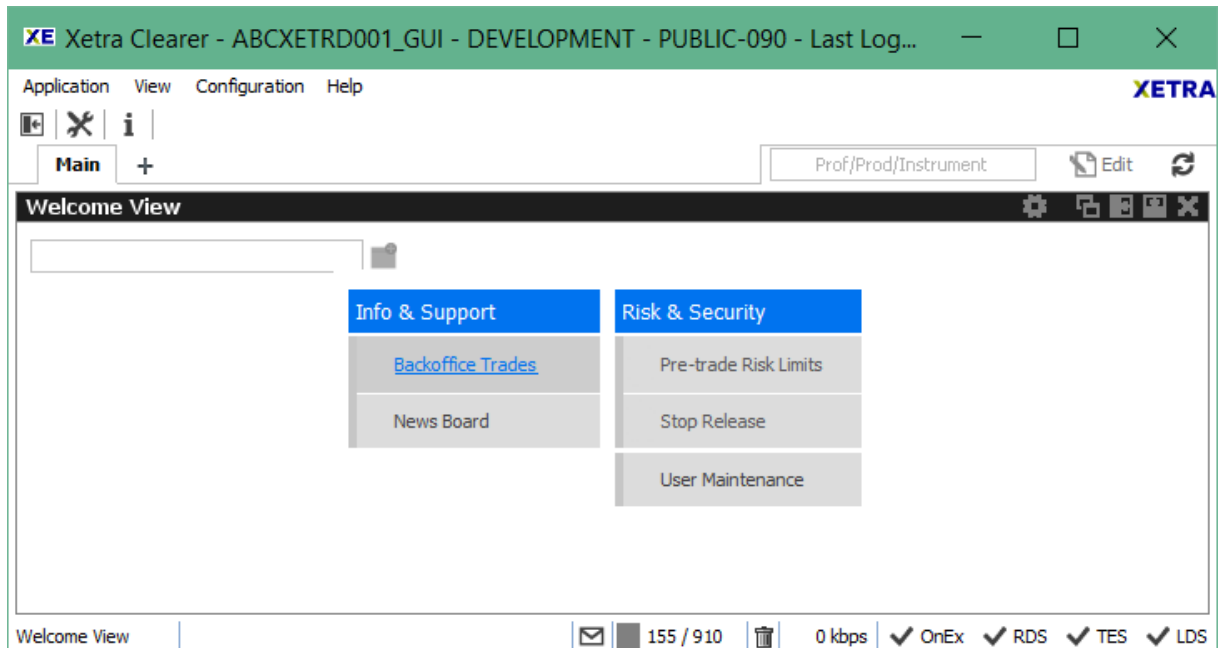 XE Xetra Clearer - ABCXETRD001_GUI - DEVELOPMENT - PUBLIC-090 - Last Log...
Application View Configuration Help
XETRA
i
Main +
Prof/Prod/Instrument
Edit
Welcome View
Info & Support
Risk & Security
Backoffice Trades
Pre-trade Risk Limits
News Board
Stop Release
User Maintenance
Welcome View
155 / 910
0 kbps
OnEx
RDS
TES
LDS